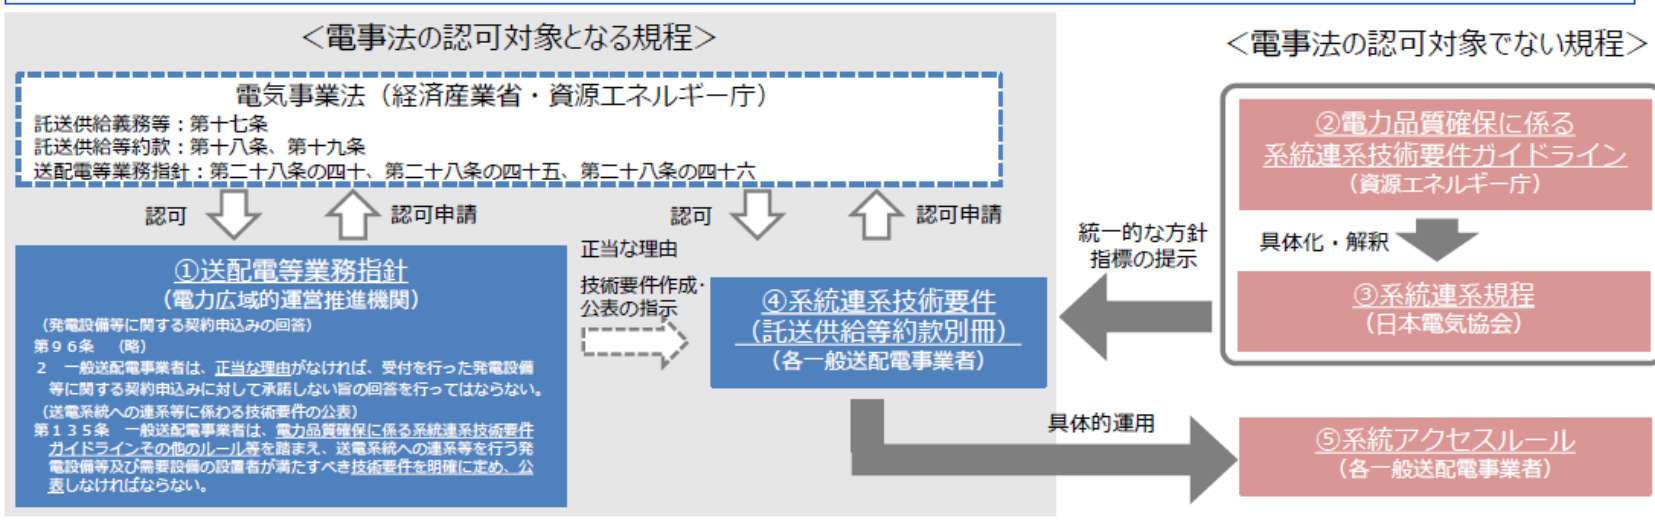 ＜電事法の認可対象となる規程＞
電気事業法（経済産業省・資源エネルギー庁）
託送供給義務等：第十七条
託送供給等約款：第十八条、第十九条
送配電等業務指針：第二十八条の四十、第二十八条の四十五、第二十八条の四十六
認可
認可申請
認可
認可申請
①送配電等業務指針
（電力広域的運営推進機関）
（発電設備等に関する契約申込みの回答）
第９６条　（略）
２　一般送配電事業者は、正当な理由がなければ、受付を行った発電設備
等に関する契約申込みに対して承諾しない旨の回答を行ってはならない。
（送電系統への連系等に係わる技術要件の公表）
第１３５条　一般送配電事業者は、電力品質確保に係る系統連系技術要件
ガイドラインその他のルール等を踏まえ、送電系統への連系等を行う発
電設備等及び需要設備の設置者が満たすべき技術要件を明確に定め、公
表しなければならない。
正当な理由
技術要件作成・
公表の指示
④系統連系技術要件
（託送供給等約款別冊）
（各一般送配電事業者）
統一的な方針
指標の提示
具体的運用
＜電事法の認可対象でない規程＞
②電力品質確保に係る
系統連系技術要件ガイドライン
（資源エネルギー庁）
具体化・解釈
③系統連系規程
（日本電気協会）
⑤系統アクセスルール
（各一般送配電事業者）